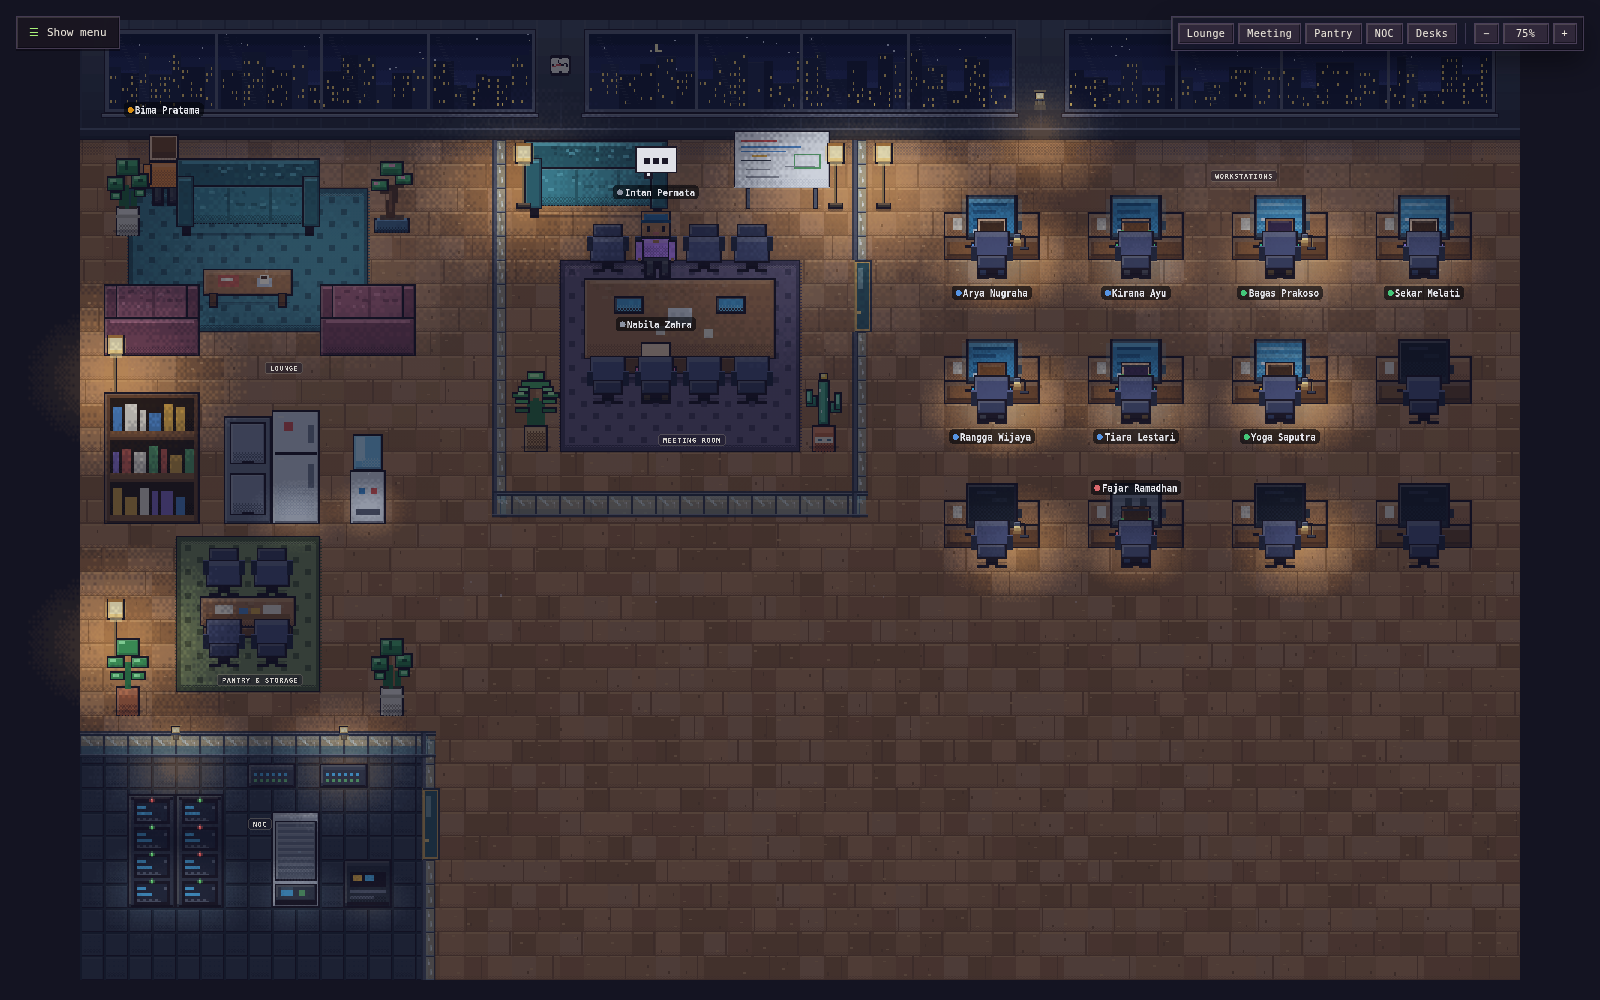 ☰ Show menu
Lounge Meeting Pantry NOC Desks − 75% +
Bima Pratama
Intan Permata
WORKSTATIONS
Arya Nugraha
Kirana Ayu
Bagas Prakoso
Sekar Melati
Nabila Zahra
LOUNGE
MEETING ROOM
Rangga Wijaya
Tiara Lestari
Yoga Saputra
Fajar Ramadhan
PANTRY & STORAGE
NOC